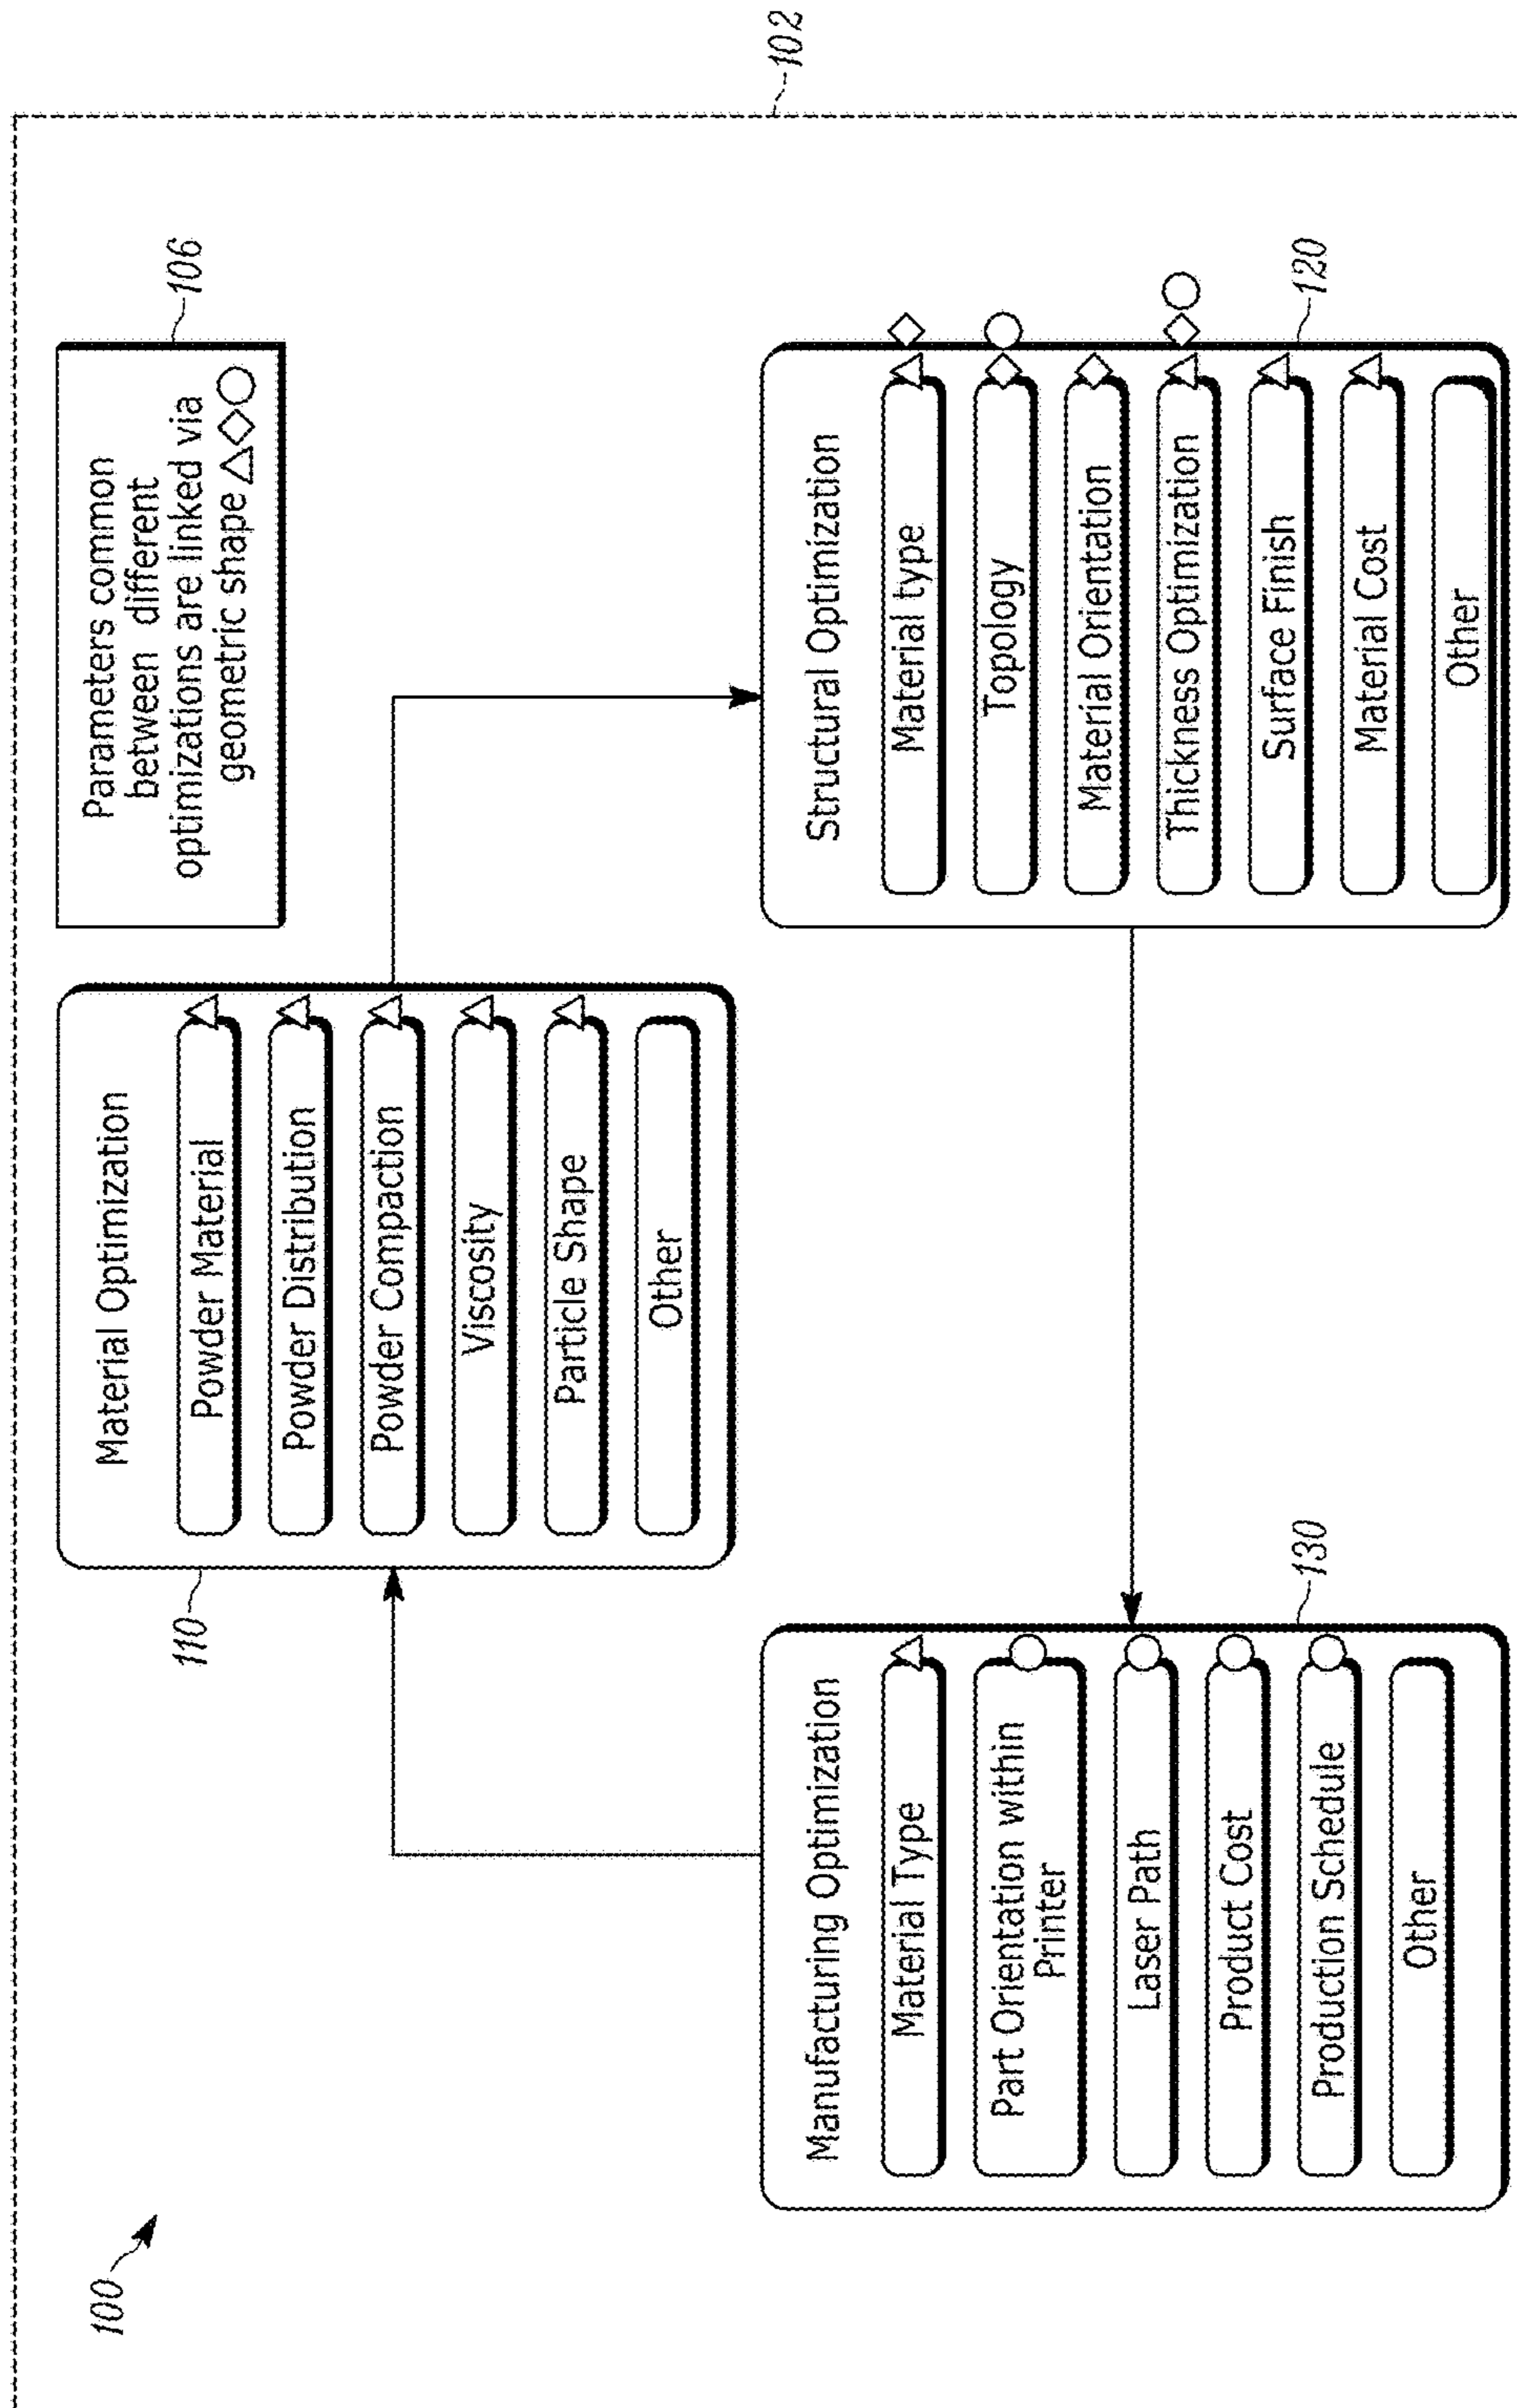 100
102
110
Material Optimization
Powder Material
Powder Distribution
Powder Compaction
Viscosity
Particle Shape
Other
Parameters common
between different
optimizations are linked via
geometric shape
106
Manufacturing Optimization
Material Type
Part Orientation within
Printer
Laser Path
Product Cost
Production Schedule
Other
130
Structural Optimization
Material type
Topology
Material Orientation
Thickness Optimization
Surface Finish
Material Cost
Other
120